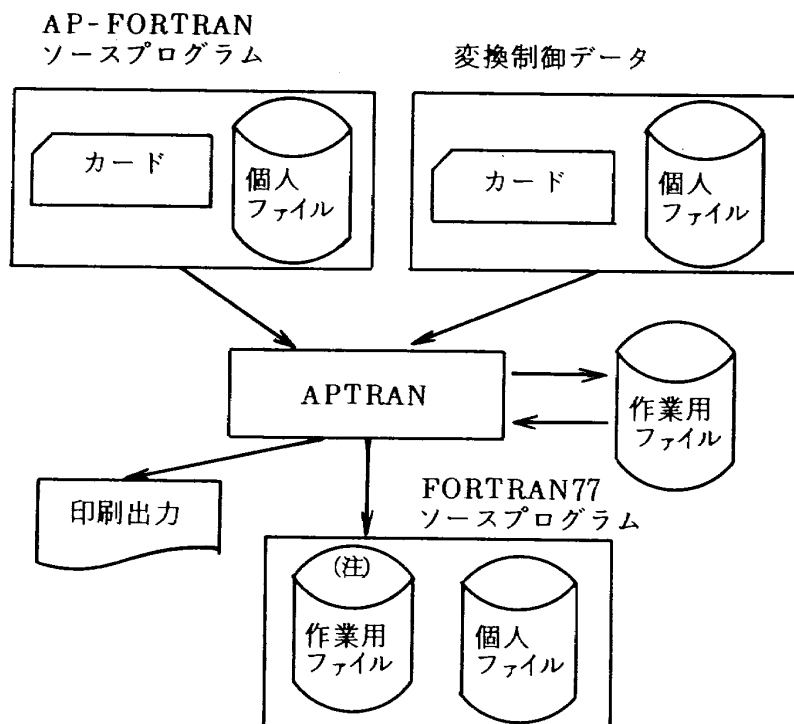 AP-FORTRAN
ソースプログラム
変換制御データ
カード
個人
ファイル
カード
個人
ファイル
APTRAN
作業用
ファイル
印刷出力
FORTRAN77
ソースプログラム
(注)
作業用
ファイル
個人
ファイル